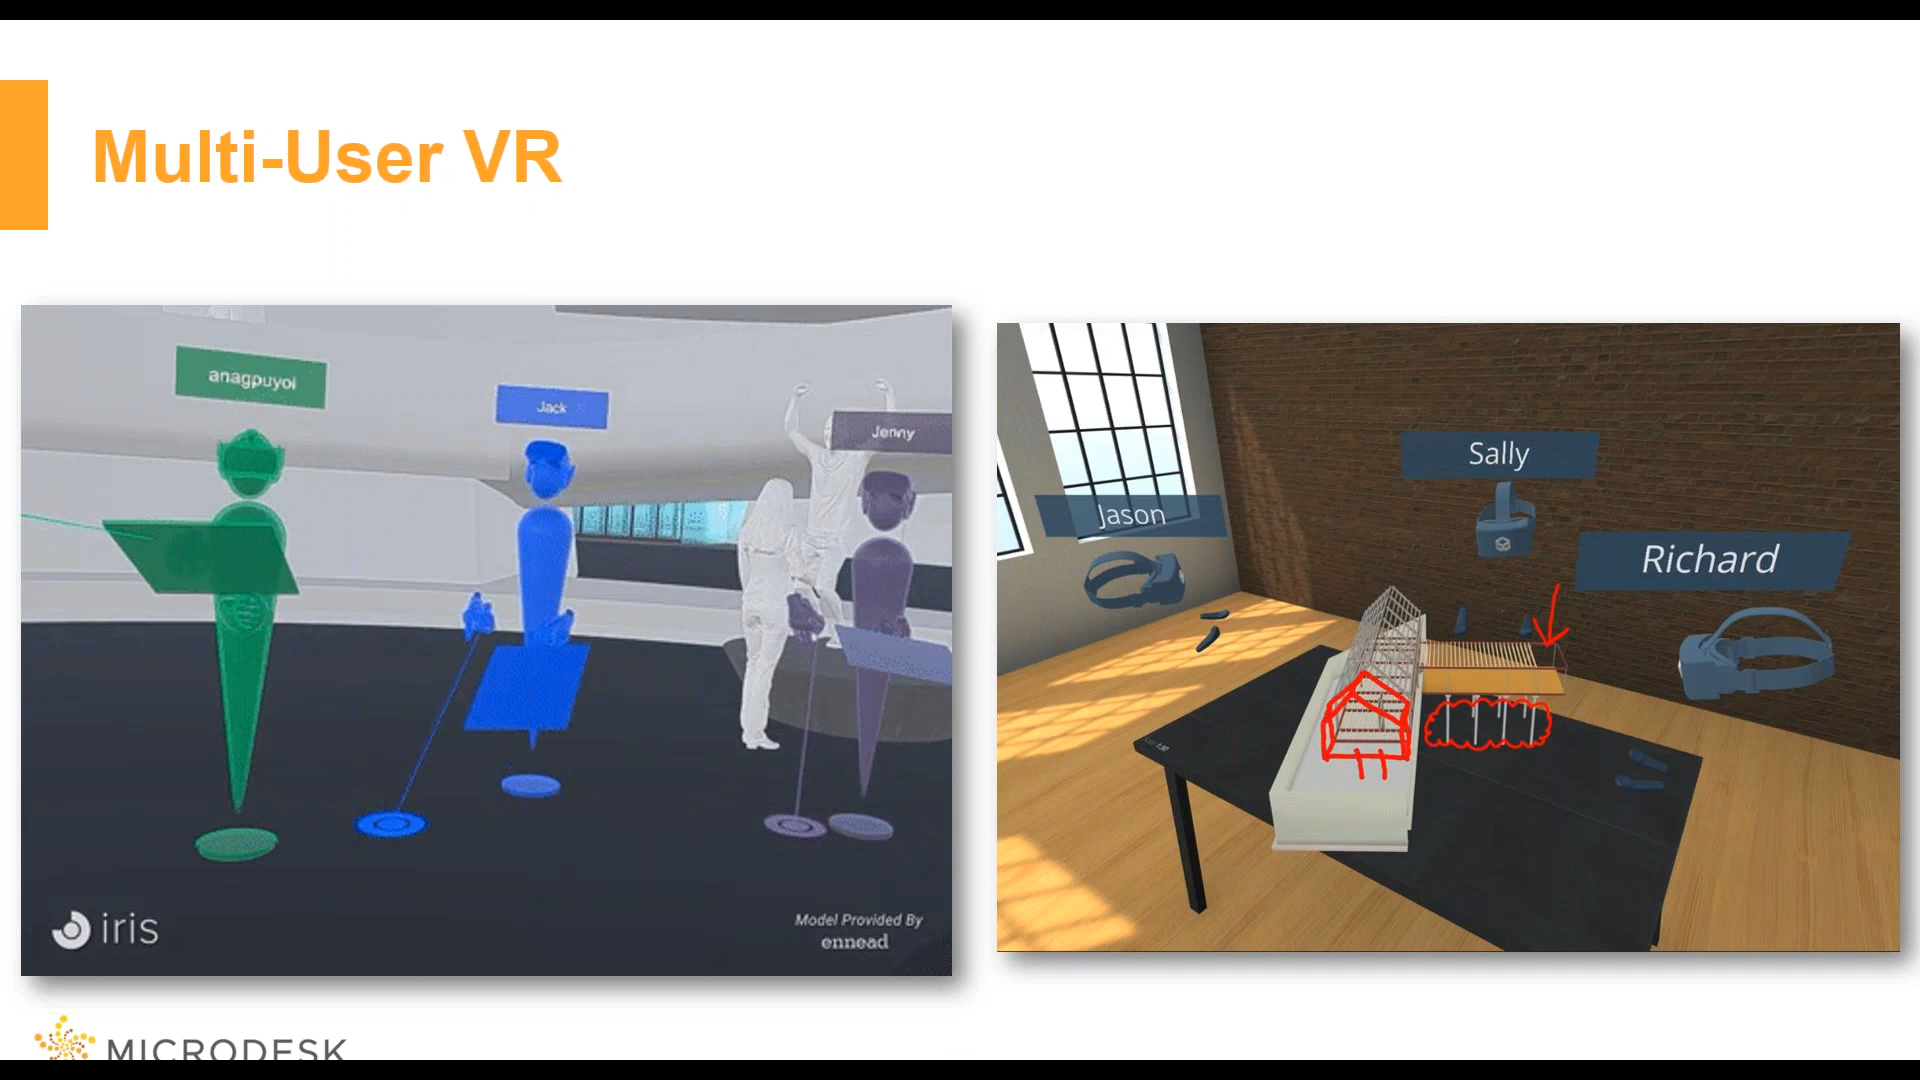 Multi-User VR
anagpuyol
Jack
Jenny
Sally
Jason
Richard
iris
Model Provided By
ennead
MICRODESK